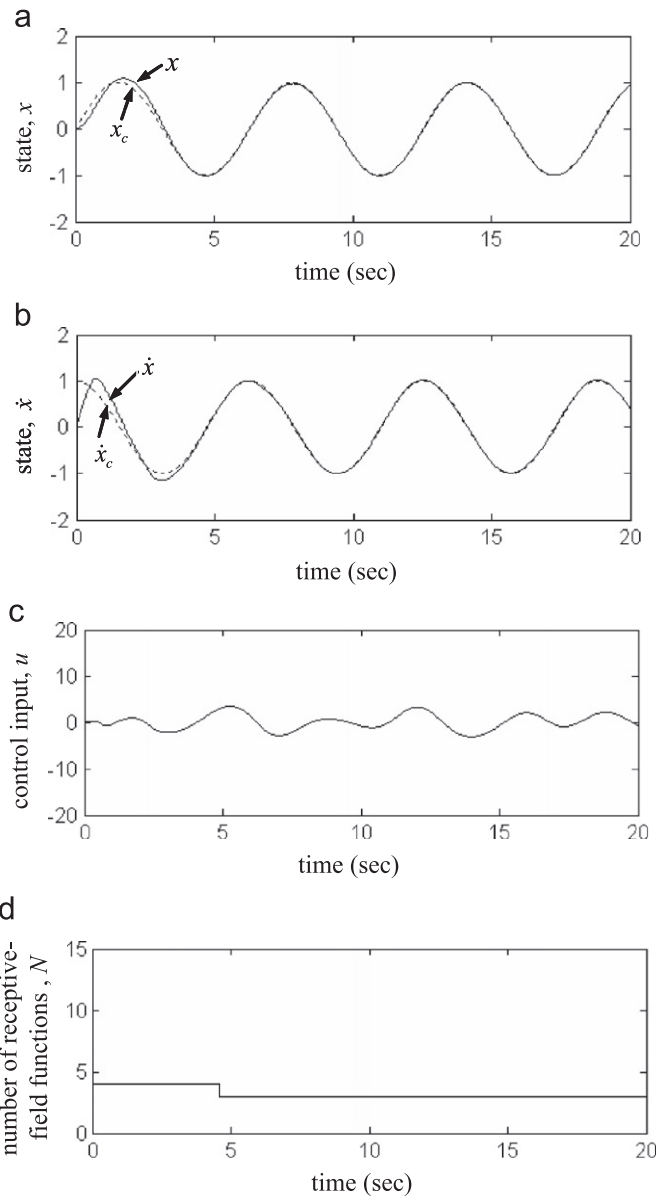 a
2
1
0
-1
-2
state, x
x
x_c
0 5 10 15 20
time (sec)
b
2
1
0
-1
-2
state, ẋ
ẋ
ẋ_c
0 5 10 15 20
time (sec)
c
20
10
0
-10
-20
control input, u
0 5 10 15 20
time (sec)
d
15
10
5
0
number of receptive-
field functions , N
0 5 10 15 20
time (sec)